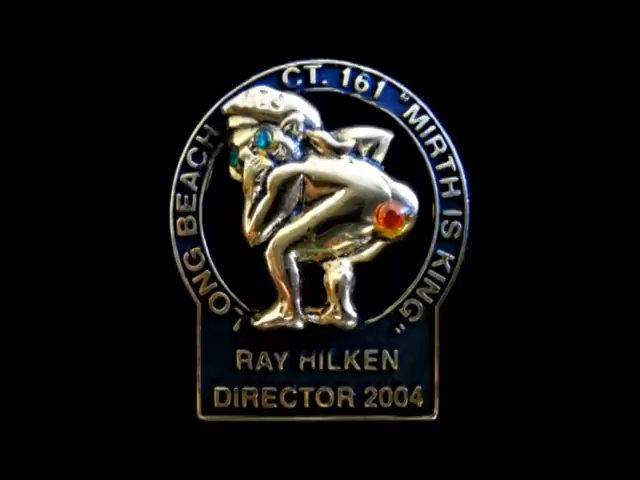 LONG BEACH CT. 161 "MIRTH IS KING"
RAY HILKEN
DIRECTOR 2004